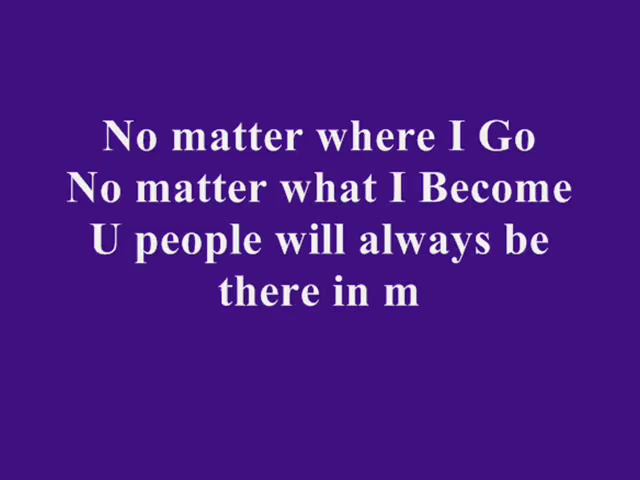 No matter where I Go
No matter what I Become
U people will always be
there in m